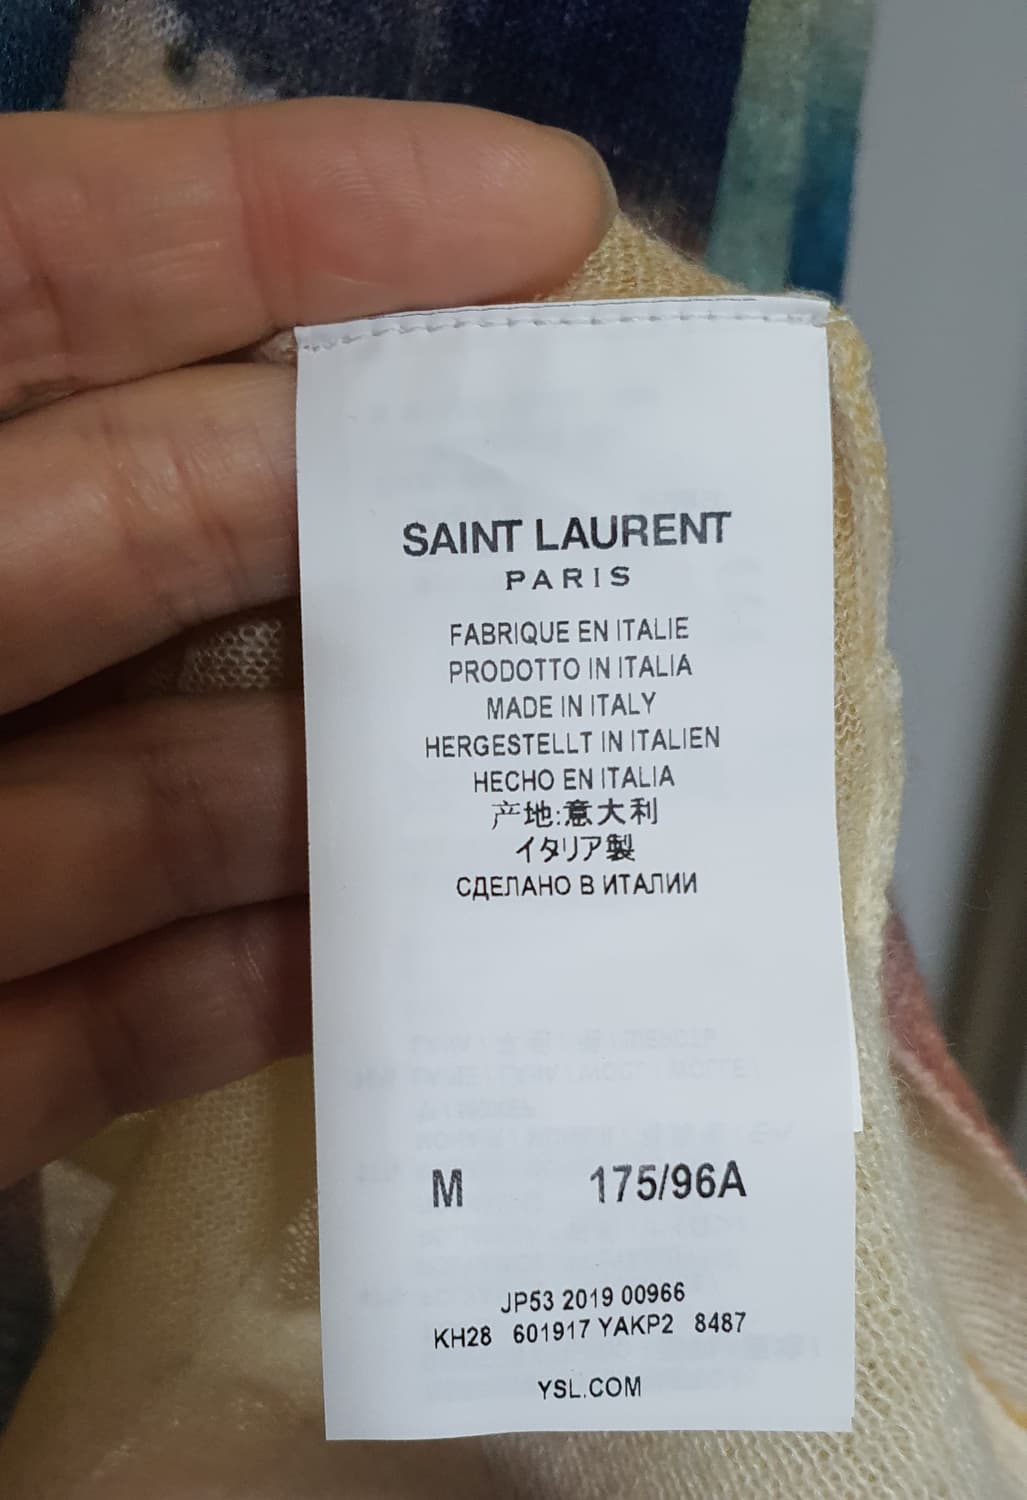 SAINT LAURENT
PARIS
FABRIQUE EN ITALIE
PRODOTTO IN ITALIA
MADE IN ITALY
HERGESTELLT IN ITALIEN
HECHO EN ITALIA
产地:意大利
イタリア製
СДЕЛАНО В ИТАЛИИ
M 175/96A
JP53 2019 00966
KH28 601917 YAKP2 8487
YSL.COM